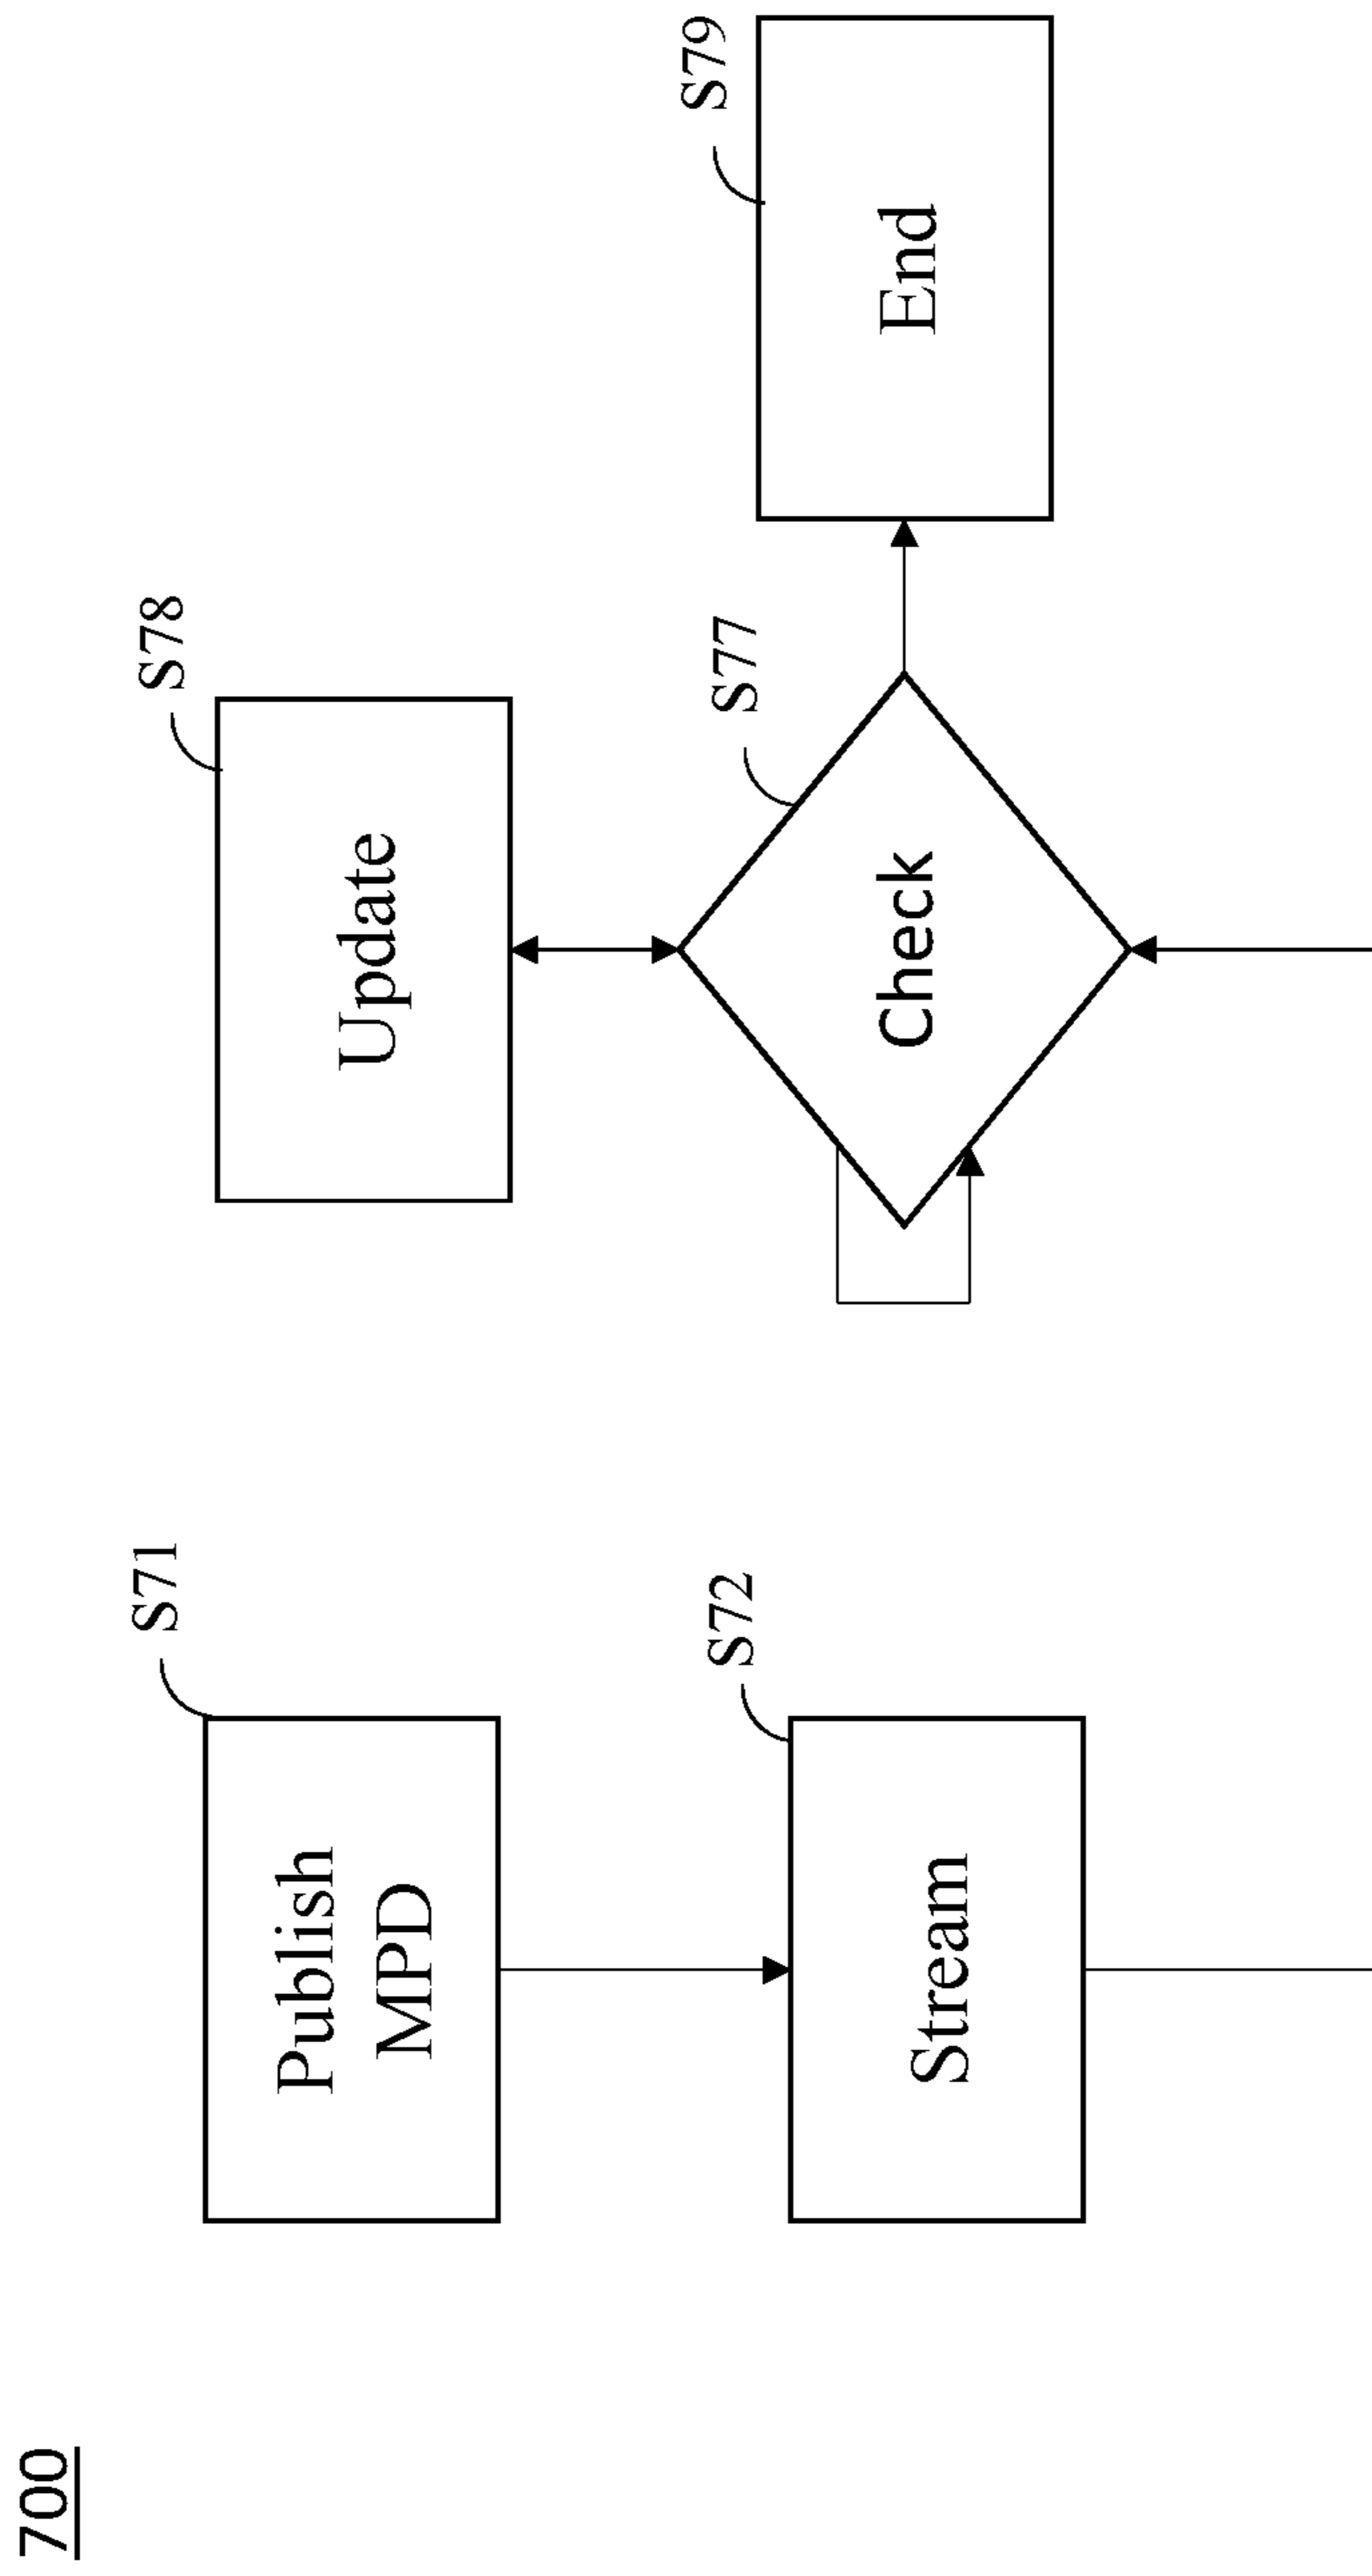 700
S71
Publish
MPD
S72
Stream
S78
Update
S77
Check
S79
End